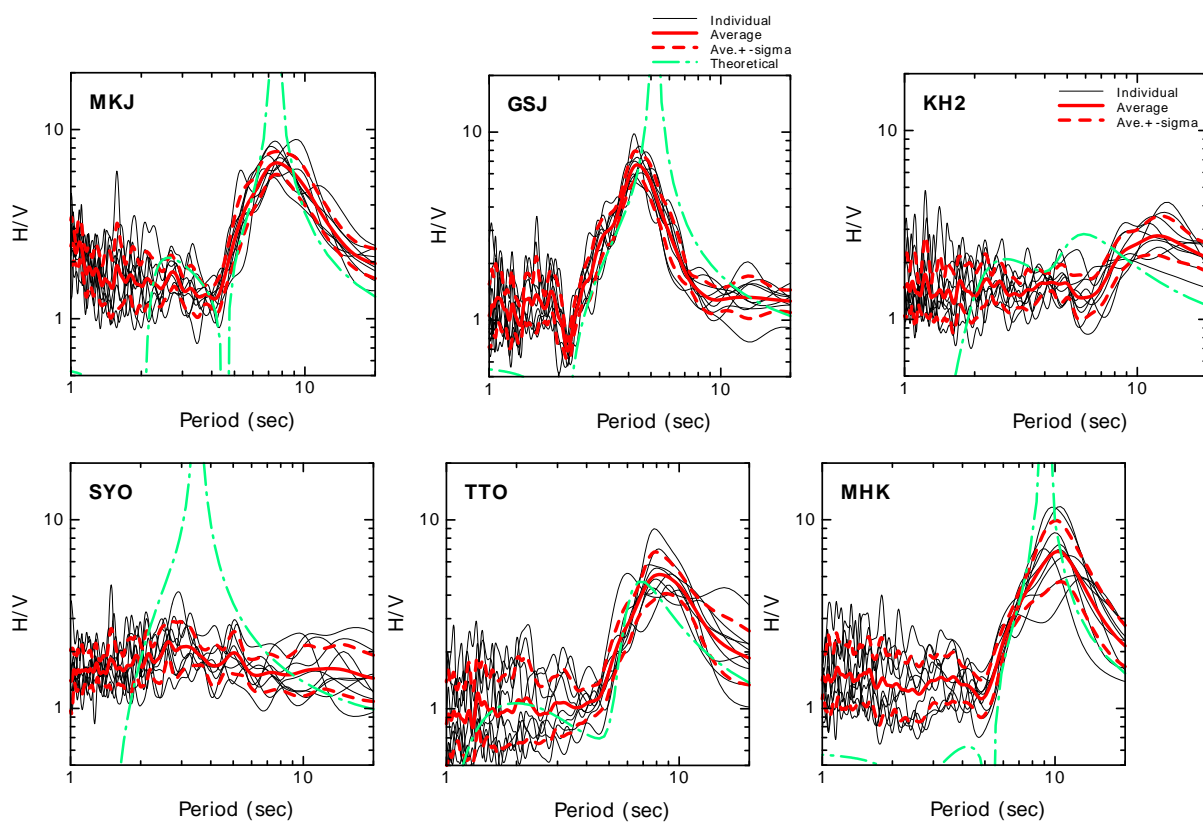 Individual
Average
Ave.+-sigma
Theoretical
MKJ
10
H/V
1
1
10
Period (sec)
GSJ
10
H/V
1
1
10
Period (sec)
KH2
Individual
Average
Ave.+-sigma
10
H/V
1
1
10
Period (sec)
SYO
10
H/V
1
1
10
Period (sec)
TTO
10
H/V
1
1
10
Period (sec)
MHK
10
H/V
1
1
10
Period (sec)